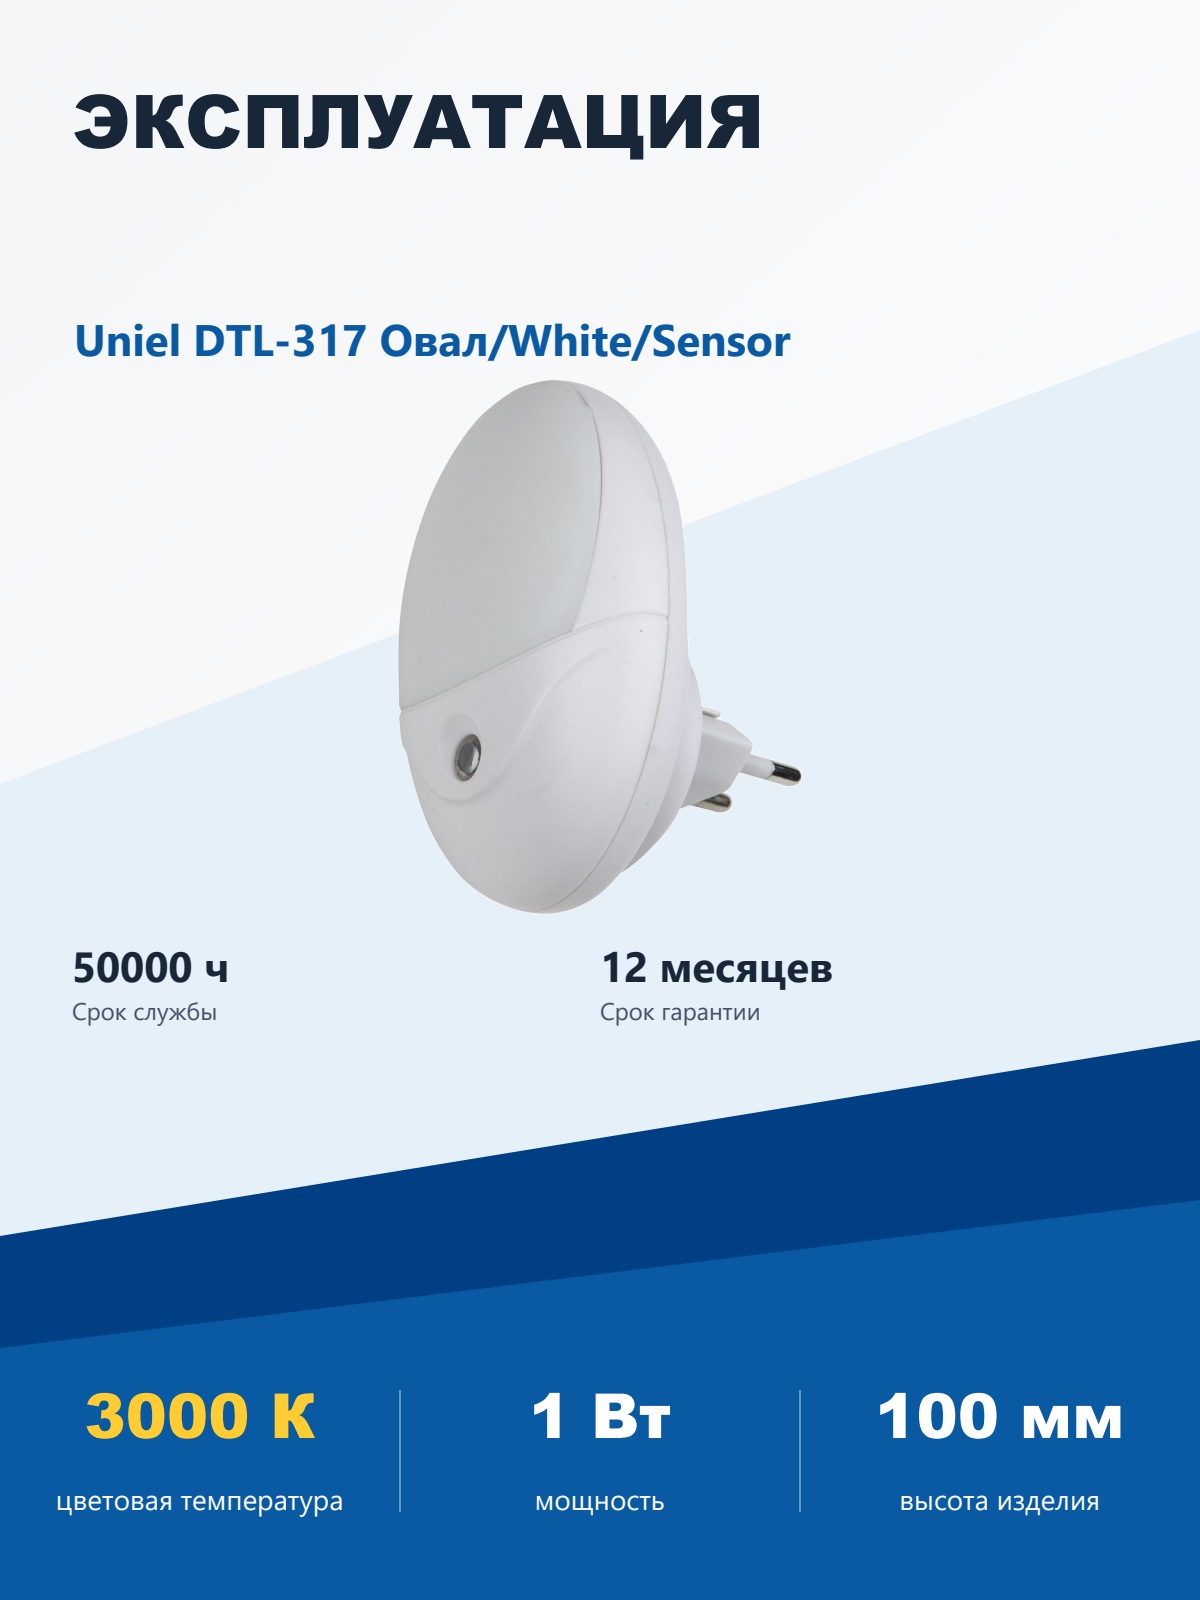 ЭКСПЛУАТАЦИЯ
Uniel DTL-317 Овал/White/Sensor
50000 ч
Срок службы
12 месяцев
Срок гарантии
3000 К
цветовая температура
1 Вт
мощность
100 мм
высота изделия